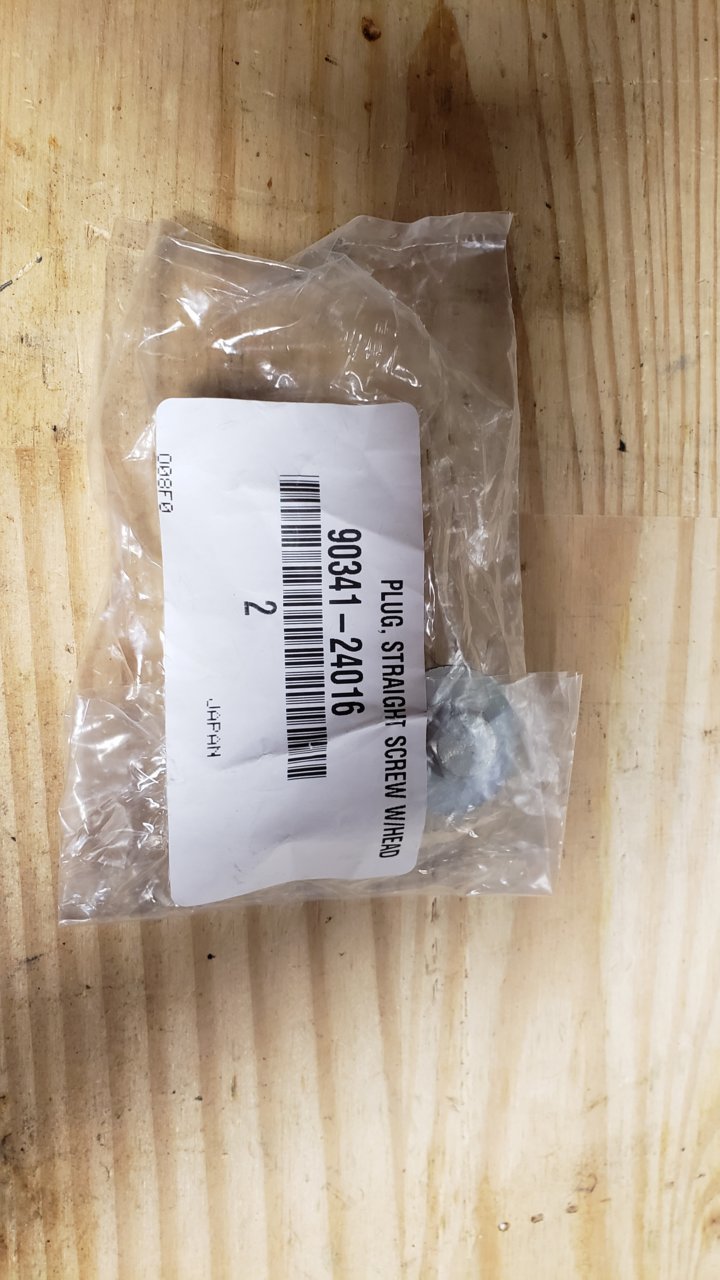 PLUG, STRAIGHT SCREW W/HEAD
90341-24016
2
JAPAN
008F0